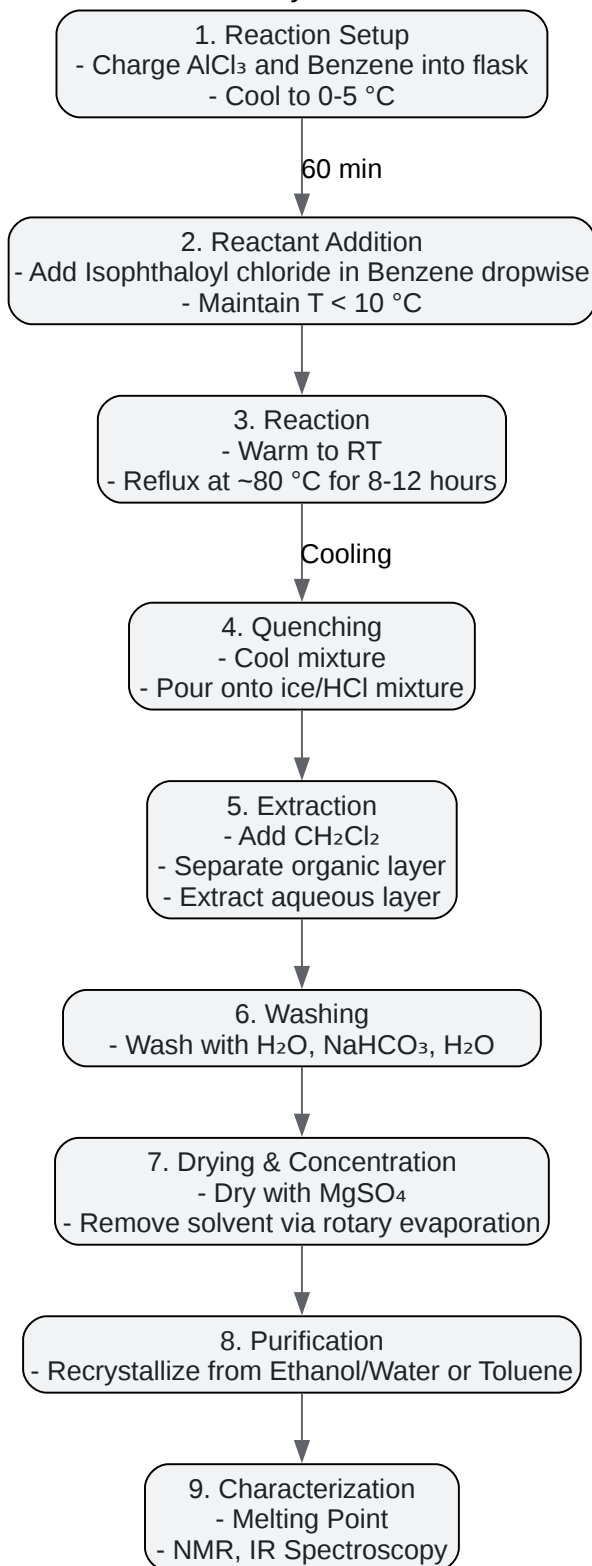 1. Reaction Setup
- Charge AlCl₃ and Benzene into flask
- Cool to 0-5 °C
60 min
2. Reactant Addition
- Add Isophthaloyl chloride in Benzene dropwise
- Maintain T < 10 °C
3. Reaction
- Warm to RT
- Reflux at ~80 °C for 8-12 hours
Cooling
4. Quenching
- Cool mixture
- Pour onto ice/HCl mixture
5. Extraction
- Add CH₂Cl₂
- Separate organic layer
- Extract aqueous layer
6. Washing
- Wash with H₂O, NaHCO₃, H₂O
7. Drying & Concentration
- Dry with MgSO₄
- Remove solvent via rotary evaporation
8. Purification
- Recrystallize from Ethanol/Water or Toluene
9. Characterization
- Melting Point
- NMR, IR Spectroscopy